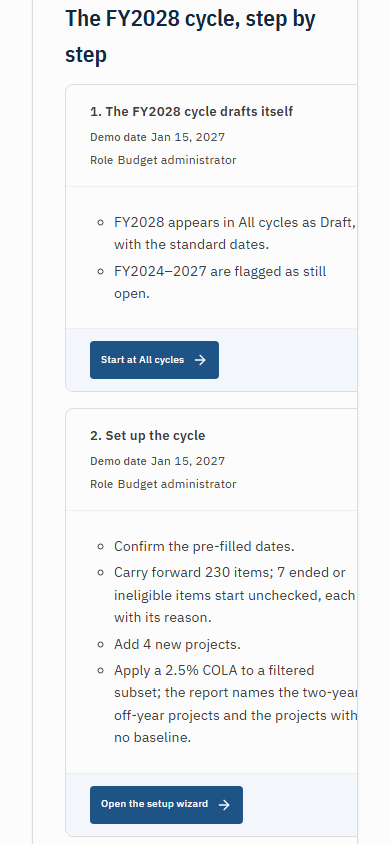 The FY2028 cycle, step by
step
1. The FY2028 cycle drafts itself
Demo date Jan 15, 2027
Role Budget administrator
FY2028 appears in All cycles as Draft,
with the standard dates.
FY2024–2027 are flagged as still
open.
Start at All cycles
2. Set up the cycle
Demo date Jan 15, 2027
Role Budget administrator
Confirm the pre-filled dates.
Carry forward 230 items; 7 ended or
ineligible items start unchecked, each
with its reason.
Add 4 new projects.
Apply a 2.5% COLA to a filtered
subset; the report names the two-year
off-year projects and the projects with
no baseline.
Open the setup wizard